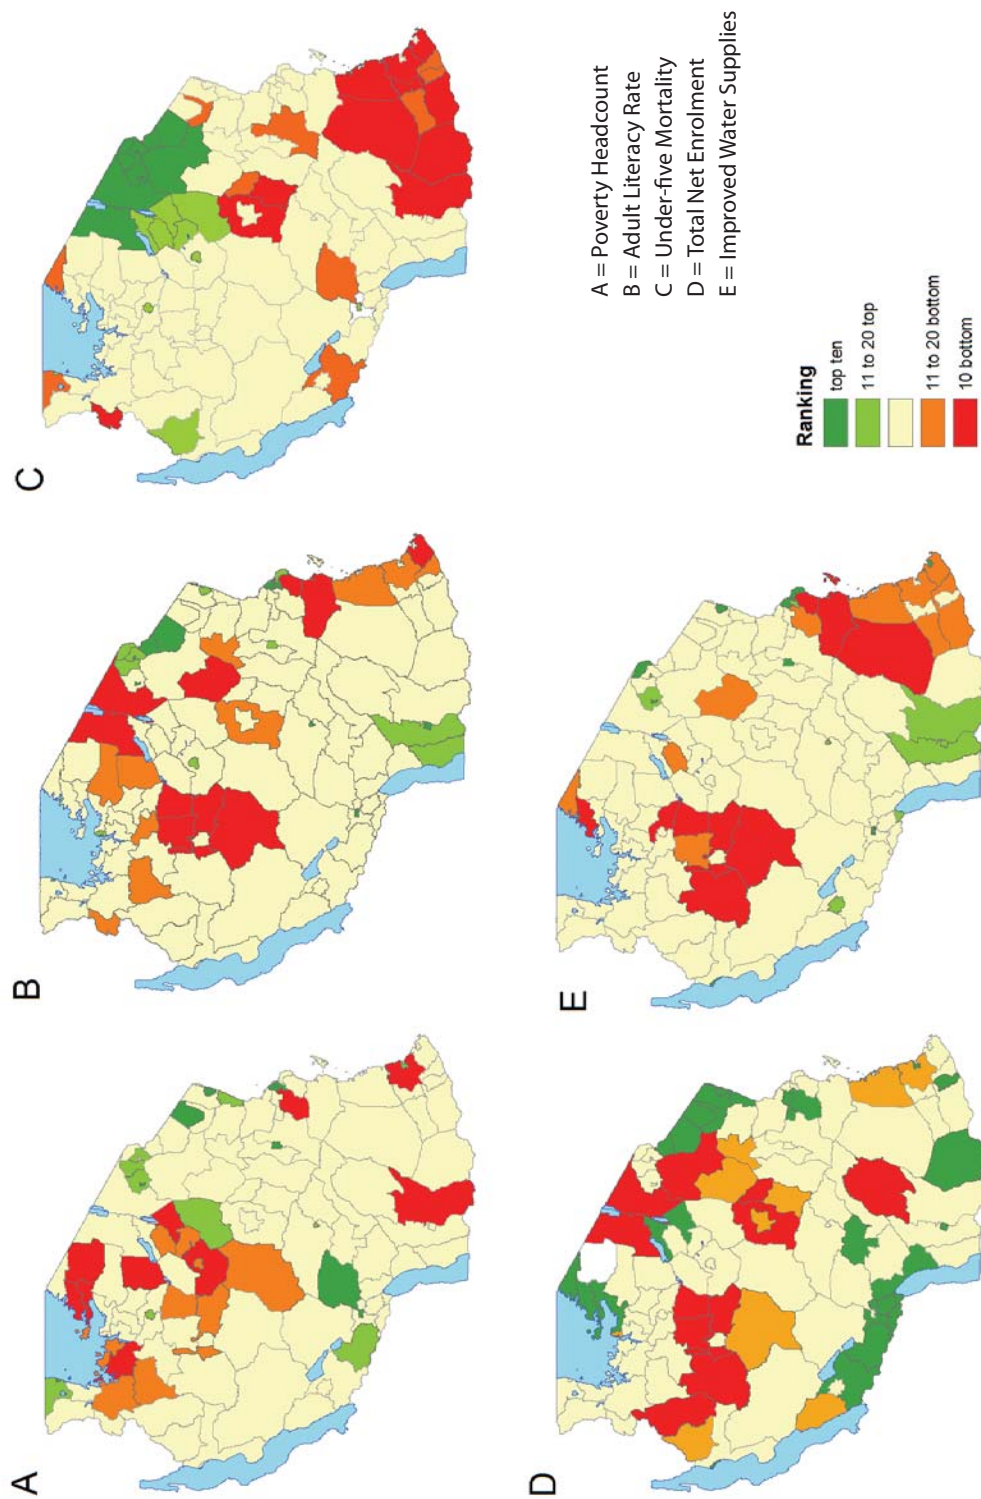 A
B
C
D
E
A = Poverty Headcount
B = Adult Literacy Rate
C = Under-five Mortality
D = Total Net Enrolment
E = Improved Water Supplies
Ranking
top ten
11 to 20 top
11 to 20 bottom
10 bottom